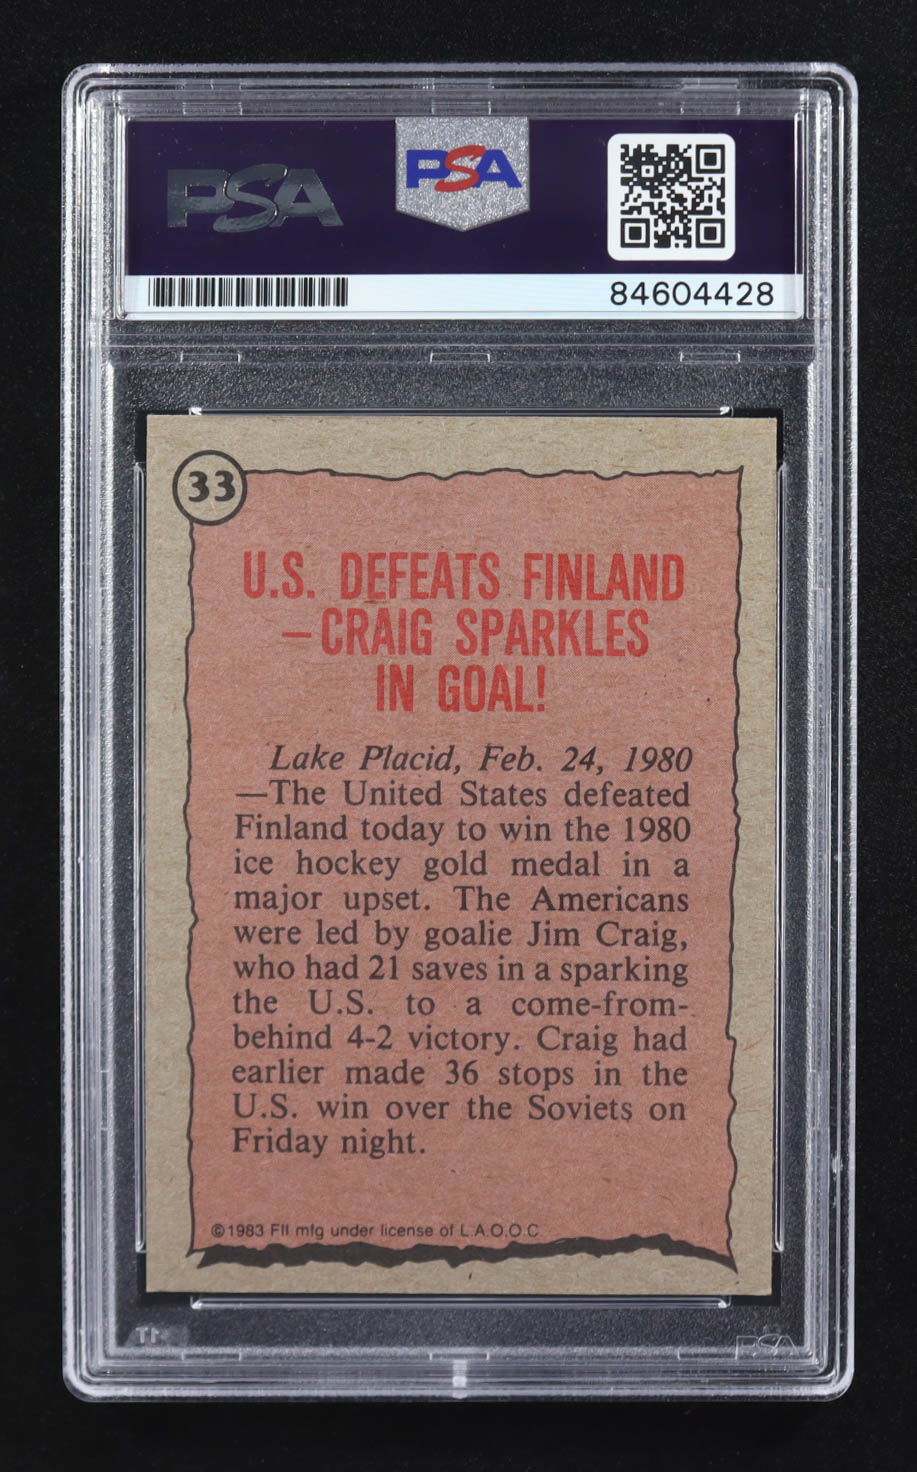 PSA
PSA
84604428
33
U.S. DEFEATS FINLAND
—CRAIG SPARKLES
IN GOAL!
Lake Placid, Feb. 24, 1980
—The United States defeated
Finland today to win the 1980
ice hockey gold medal in a
major upset. The Americans
were led by goalie Jim Craig,
who had 21 saves in a sparking
the U.S. to a come-from-
behind 4-2 victory. Craig had
earlier made 36 stops in the
U.S. win over the Soviets on
Friday night.
©1983 FII mfg under license of L.A.O.O.C.
PSA